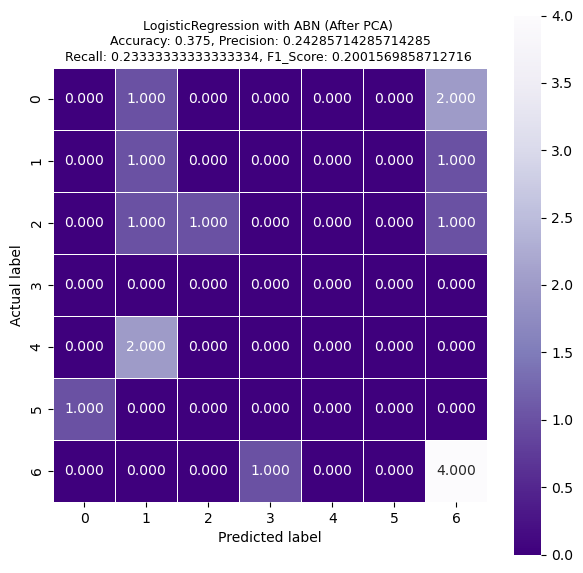 LogisticRegression with ABN (After PCA)
Accuracy: 0.375, Precision: 0.24285714285714285
Recall: 0.23333333333333334, F1_Score: 0.2001569858712716
4.0
0 0.000 1.000 0.000 0.000 0.000 0.000 2.000
3.5
1 0.000 1.000 0.000 0.000 0.000 0.000 1.000
3.0
2 0.000 1.000 1.000 0.000 0.000 0.000 1.000
2.5
Actual label
3 0.000 0.000 0.000 0.000 0.000 0.000 0.000
2.0
4 0.000 2.000 0.000 0.000 0.000 0.000 0.000
1.5
5 1.000 0.000 0.000 0.000 0.000 0.000 0.000
1.0
6 0.000 0.000 0.000 1.000 0.000 0.000 4.000
0.5
0 1 2 3 4 5 6
Predicted label
0.0